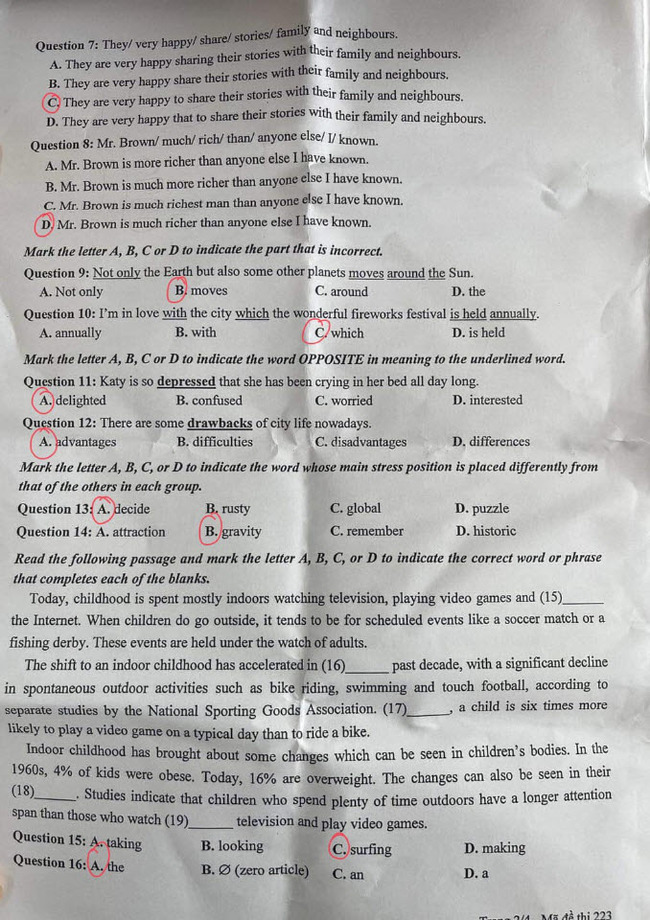 Question 7: They/ very happy/ share/ stories/ family and neighbours.
A. They are very happy sharing their stories with their family and neighbours.
B. They are very happy share their stories with their family and neighbours.
C. They are very happy to share their stories with their family and neighbours.
D. They are very happy that to share their stories with their family and neighbours.
Question 8: Mr. Brown/ much/ rich/ than/ anyone else/ I/ known.
A. Mr. Brown is more richer than anyone else I have known.
B. Mr. Brown is much more richer than anyone else I have known.
C. Mr. Brown is much richest man than anyone else I have known.
D. Mr. Brown is much richer than anyone else I have known.
Mark the letter A, B, C or D to indicate the part that is incorrect.
Question 9: Not only the Earth but also some other planets moves around the Sun.
A. Not only B. moves C. around D. the
Question 10: I'm in love with the city which the wonderful fireworks festival is held annually.
A. annually B. with C. which D. is held
Mark the letter A, B, C or D to indicate the word OPPOSITE in meaning to the underlined word.
Question 11: Katy is so depressed that she has been crying in her bed all day long.
A. delighted B. confused C. worried D. interested
Question 12: There are some drawbacks of city life nowadays.
A. advantages B. difficulties C. disadvantages D. differences
Mark the letter A, B, C, or D to indicate the word whose main stress position is placed differently from
that of the others in each group.
Question 13: A. decide B. rusty C. global D. puzzle
Question 14: A. attraction B. gravity C. remember D. historic
Read the following passage and mark the letter A, B, C, or D to indicate the correct word or phrase
that completes each of the blanks.
Today, childhood is spent mostly indoors watching television, playing video games and (15)______
the Internet. When children do go outside, it tends to be for scheduled events like a soccer match or a
fishing derby. These events are held under the watch of adults.
The shift to an indoor childhood has accelerated in (16)______ past decade, with a significant decline
in spontaneous outdoor activities such as bike riding, swimming and touch football, according to
separate studies by the National Sporting Goods Association. (17)______, a child is six times more
likely to play a video game on a typical day than to ride a bike.
Indoor childhood has brought about some changes which can be seen in children's bodies. In the
1960s, 4% of kids were obese. Today, 16% are overweight. The changes can also be seen in their
(18)______. Studies indicate that children who spend plenty of time outdoors have a longer attention
span than those who watch (19)______ television and play video games.
Question 15: A. taking B. looking C. surfing D. making
Question 16: A. the B. Ø (zero article) C. an D. a
Trang 2/4 Mã đề thi 223